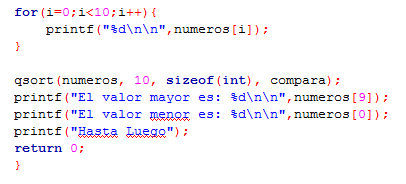 for(i=0;i<10;i++){
printf("%d\n\n",numeros[i]);
}
qsort(numeros, 10, sizeof(int), compara);
printf("El valor mayor es: %d\n\n",numeros[9]);
printf("El valor menor es: %d\n\n",numeros[0]);
printf("Hasta Luego");
return 0;
}